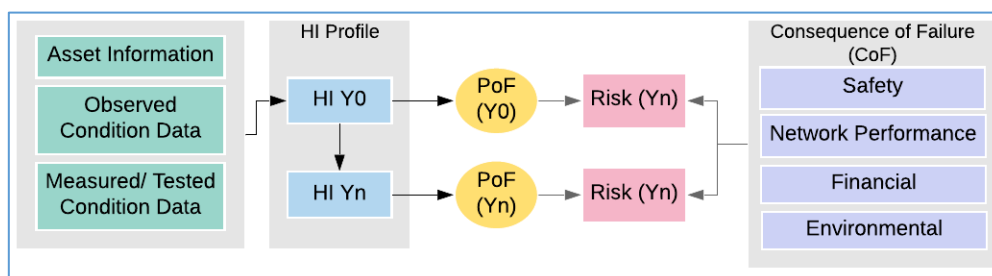 Asset Information
Observed
Condition Data
Measured/ Tested
Condition Data
HI Profile
HI Y0
HI Yn
PoF
(Y0)
PoF
(Yn)
Risk (Yn)
Risk (Yn)
Consequence of Failure
(CoF)
Safety
Network Performance
Financial
Environmental